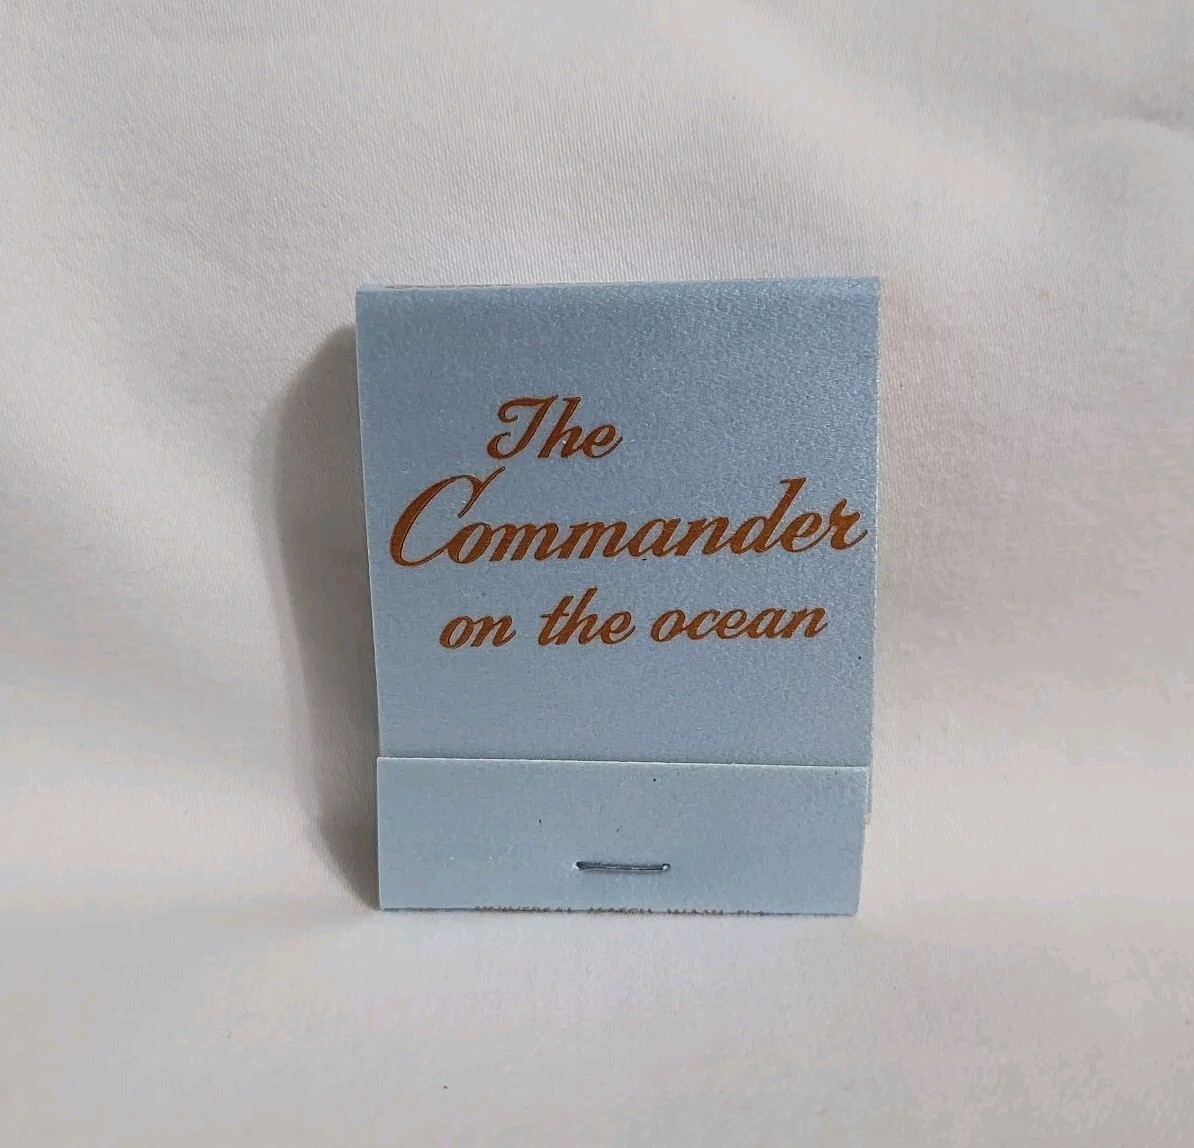 The
Commander
on the ocean